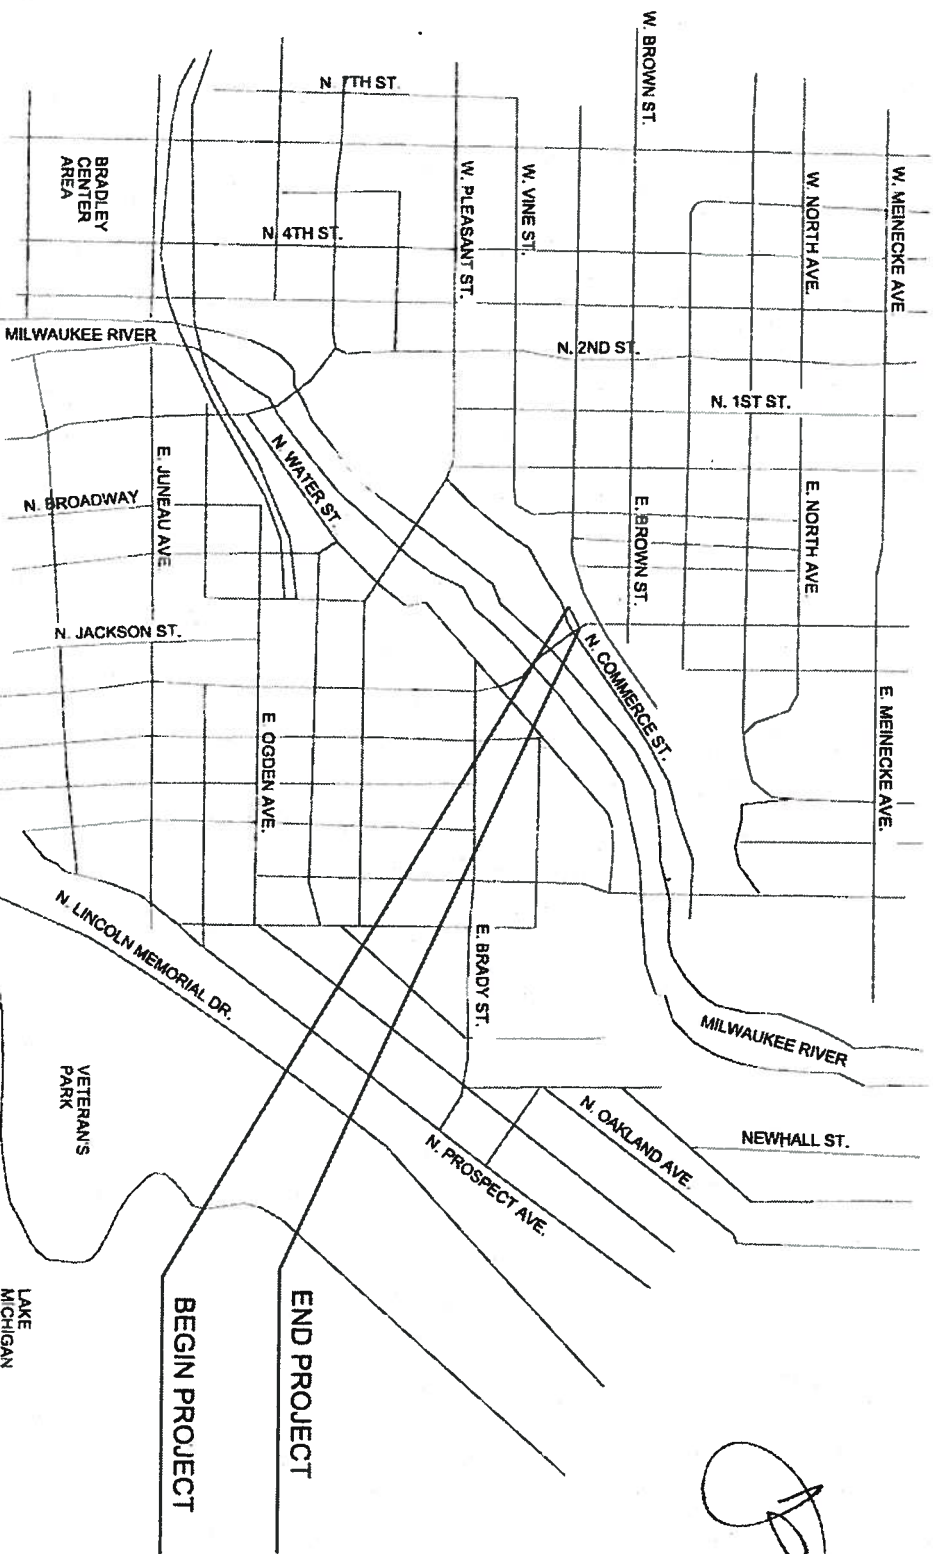 W. BROWN ST.
N. 7TH ST.
BRADLEY
CENTER
AREA
W. PLEASANT ST.
W. VINE ST.
W. NORTH AVE.
W. MEINECKE AVE
N. 4TH ST.
MILWAUKEE RIVER
N. 2ND ST.
N. 1ST ST.
N. WATER ST.
E. JUNEAU AVE.
N. BROADWAY
E. BROWN ST.
E. NORTH AVE.
N. JACKSON ST.
N. COMMERCE ST.
E. OGDEN AVE.
E. MEINECKE AVE.
N. LINCOLN MEMORIAL DR.
E. BRADY ST.
MILWAUKEE RIVER
VETERAN'S
PARK
N. OAKLAND AVE.
NEWHALL ST.
N. PROSPECT AVE.
LAKE
MICHIGAN
END PROJECT
BEGIN PROJECT